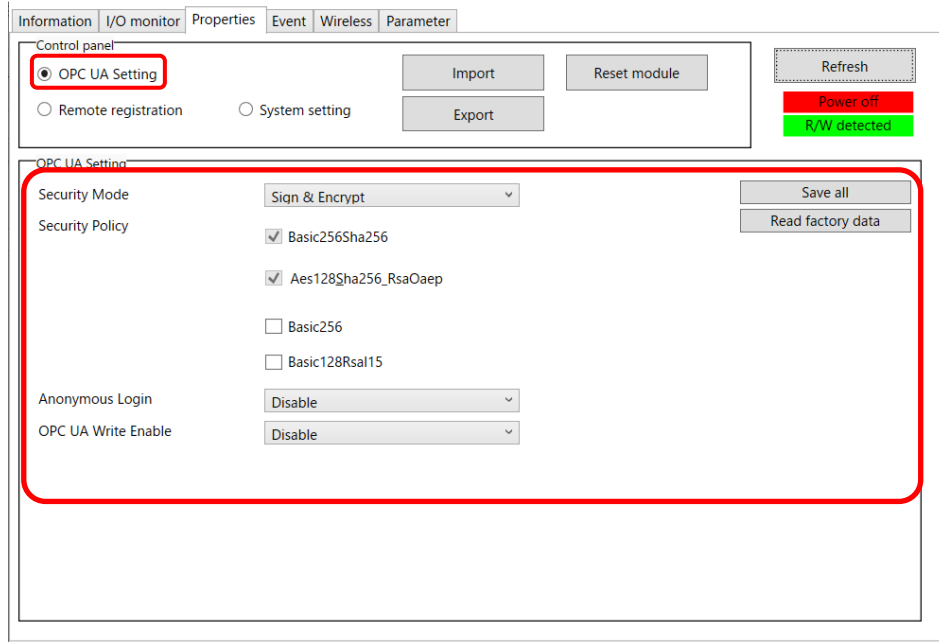 Information I/O monitor Properties Event Wireless Parameter
Control panel
OPC UA Setting Import Reset module Refresh
Remote registration System setting Export Power off
R/W detected
OPC UA Setting
Security Mode Sign & Encrypt Save all
Security Policy Basic256Sha256 Read factory data
Aes128Sha256_RsaOaep
Basic256
Basic128Rsal15
Anonymous Login Disable
OPC UA Write Enable Disable